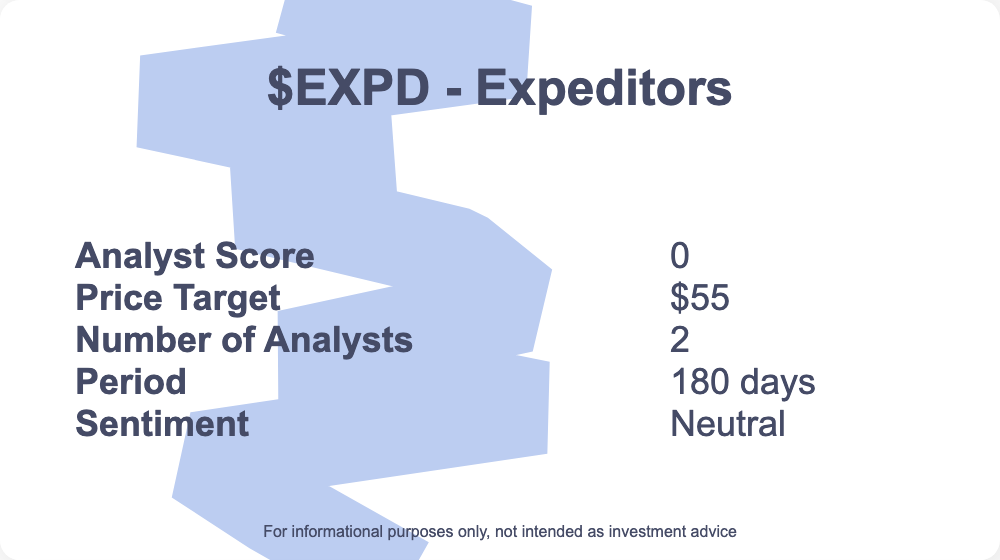 $EXPD - Expeditors
Analyst Score 0
Price Target $55
Number of Analysts 2
Period 180 days
Sentiment Neutral
For informational purposes only, not intended as investment advice